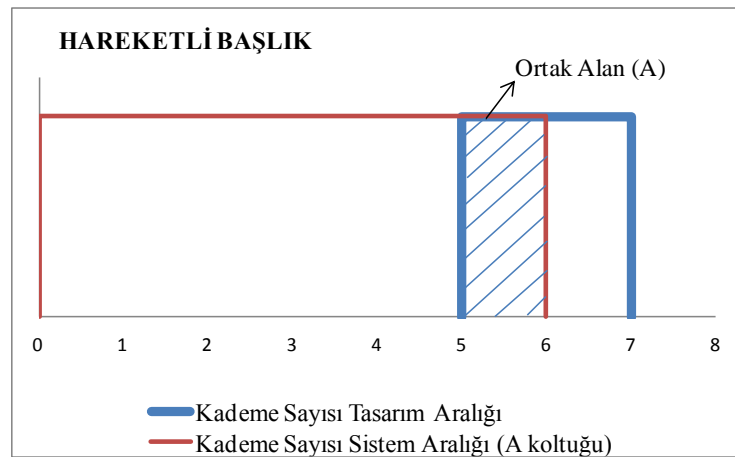 HAREKETLİ BAŞLIK
Ortak Alan (A)
0 1 2 3 4 5 6 7 8
Kademe Sayısı Tasarım Aralığı
Kademe Sayısı Sistem Aralığı (A koltuğu)